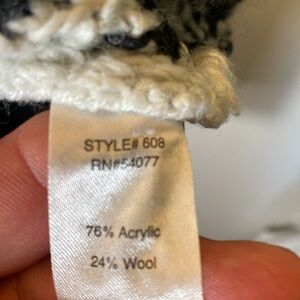 STYLE# 608
RN#54077
76% Acrylic
24% Wool